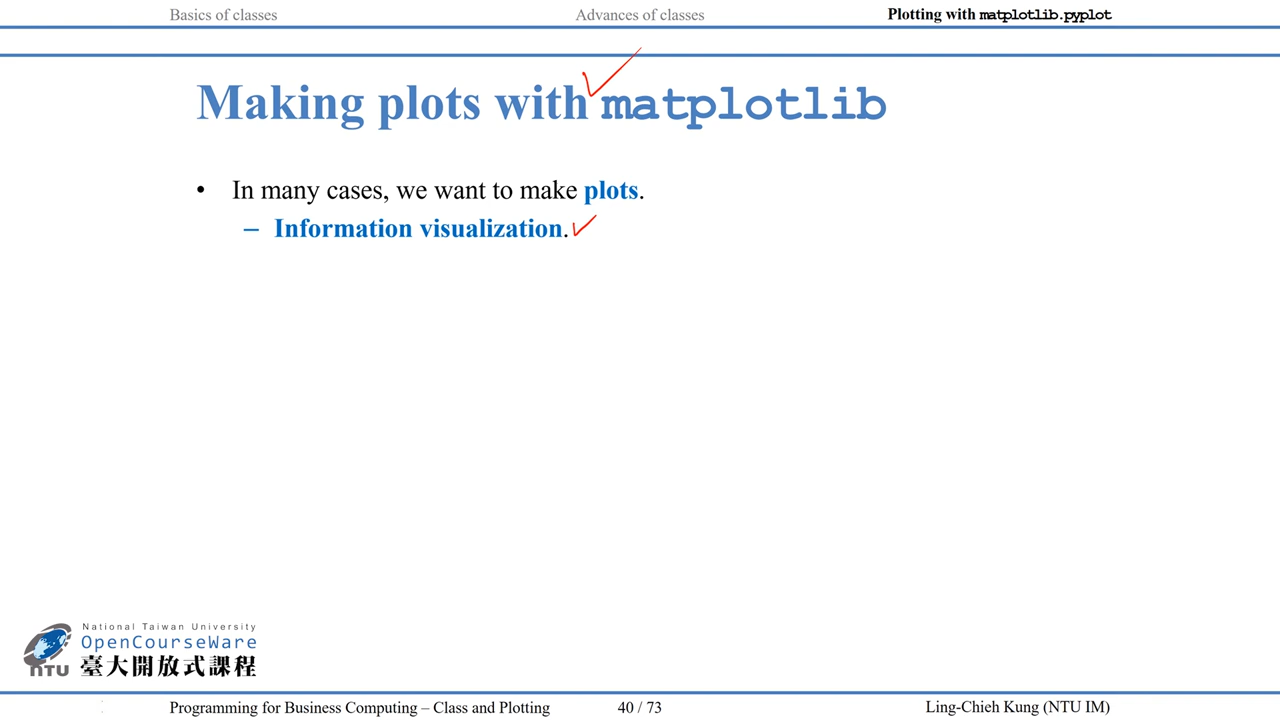 Basics of classes Advances of classes Plotting with matplotlib.pyplot
Making plots with matplotlib
• In many cases, we want to make plots.
– Information visualization.
National Taiwan University
OpenCourseWare
NTU 臺大開放式課程
Programming for Business Computing – Class and Plotting 40 / 73 Ling-Chieh Kung (NTU IM)